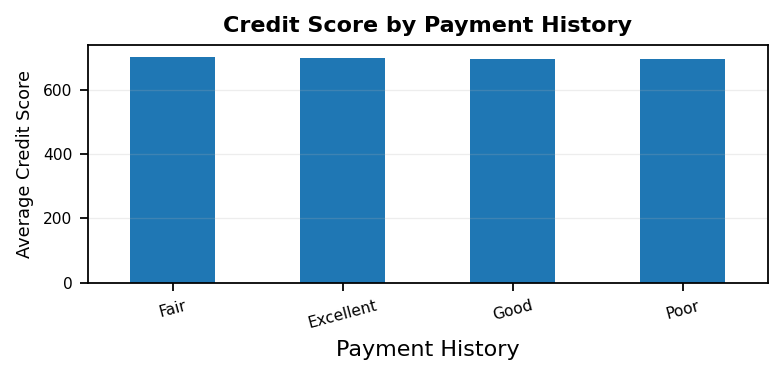 Credit Score by Payment History
Average Credit Score
600
400
200
0
Fair
Excellent
Good
Poor
Payment History